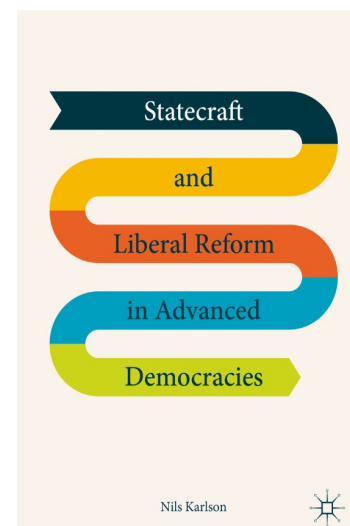 Statecraft
and
Liberal Reform
in Advanced
Democracies
Nils Karlson